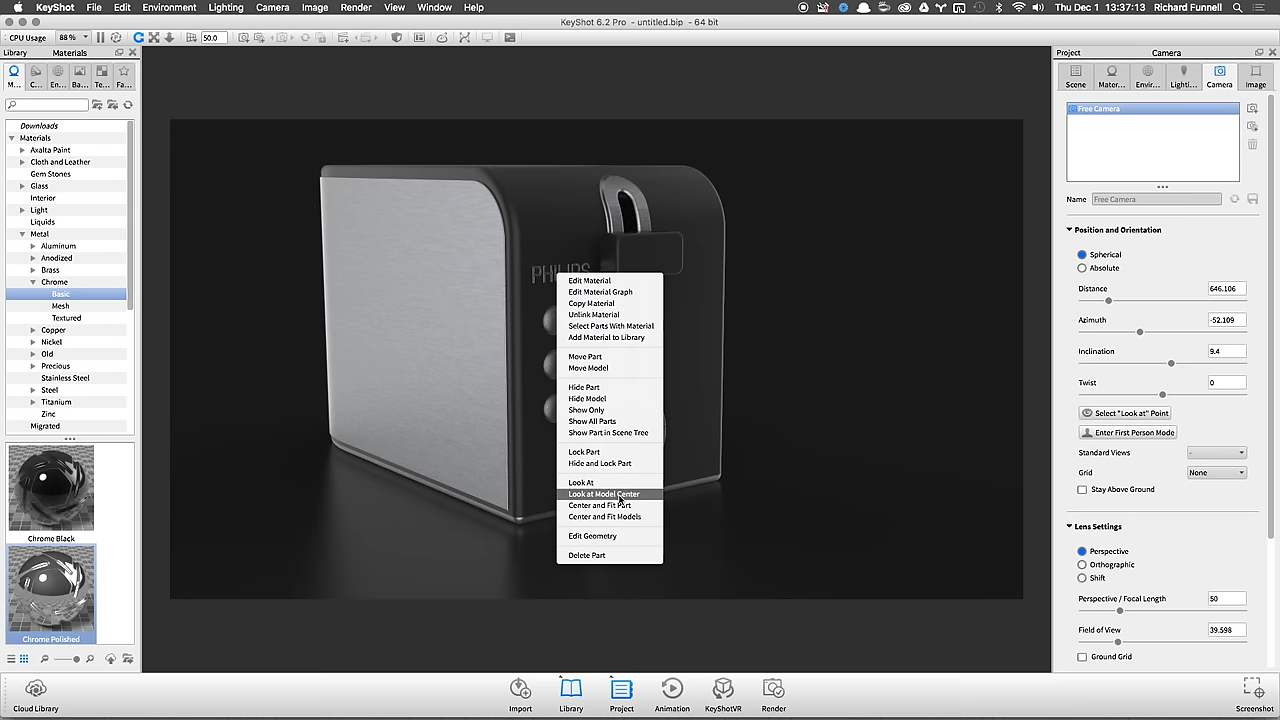 KeyShot File Edit Environment Lighting Camera Image Render View Window Help Thu Dec 1 13:37:13 Richard Funnell
KeyShot 6.2 Pro - untitled.bip - 64 bit
CPU Usage 88 % 50.0
Library Materials
M... C... En... Ba... Te... Fa...
Downloads
Materials
Axalta Paint
Cloth and Leather
Gem Stones
Glass
Interior
Light
Liquids
Metal
Aluminum
Anodized
Brass
Chrome
Basic
Mesh
Textured
Copper
Nickel
Old
Precious
Stainless Steel
Steel
Titanium
Zinc
Migrated
Chrome Black
Chrome Polished
PHILIPS
Edit Material
Edit Material Graph
Copy Material
Unlink Material
Select Parts With Material
Add Material to Library
Move Part
Move Model
Hide Part
Hide Model
Show Only
Show All Parts
Show Part in Scene Tree
Lock Part
Hide and Lock Part
Look At
Look at Model Center
Center and Fit Part
Center and Fit Models
Edit Geometry
Delete Part
Project Camera
Scene Mater... Envir... Lighti... Camera Image
Free Camera
Name Free Camera
Position and Orientation
Spherical
Absolute
Distance 646.106
Azimuth -52.109
Inclination 9.4
Twist 0
Select "Look at" Point
Enter First Person Mode
Standard Views -
Grid None
Stay Above Ground
Lens Settings
Perspective
Orthographic
Shift
Perspective / Focal Length 50
Field of View 39.598
Ground Grid
Cloud Library Import Library Project Animation KeyShotVR Render Screenshot